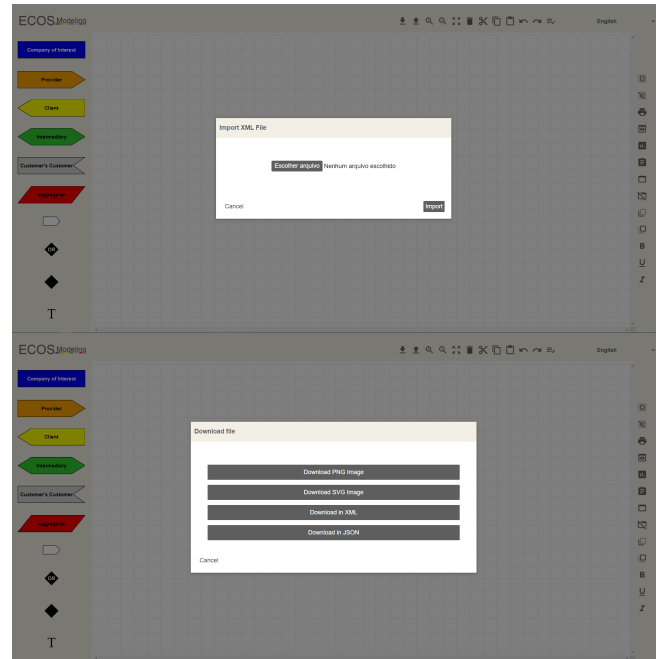 ECOS Modeling
English
Company of Interest
Provider
Client
Intermediary
Customer's Customer
Aggregator
OR
T
B
U
I
Import XML File
Escolher arquivo Nenhum arquivo escolhido
Cancel
Import
ECOS Modeling
English
Company of Interest
Provider
Client
Intermediary
Customer's Customer
Aggregator
OR
T
B
U
I
Download file
Download PNG Image
Download SVG Image
Download in XML
Download in JSON
Cancel